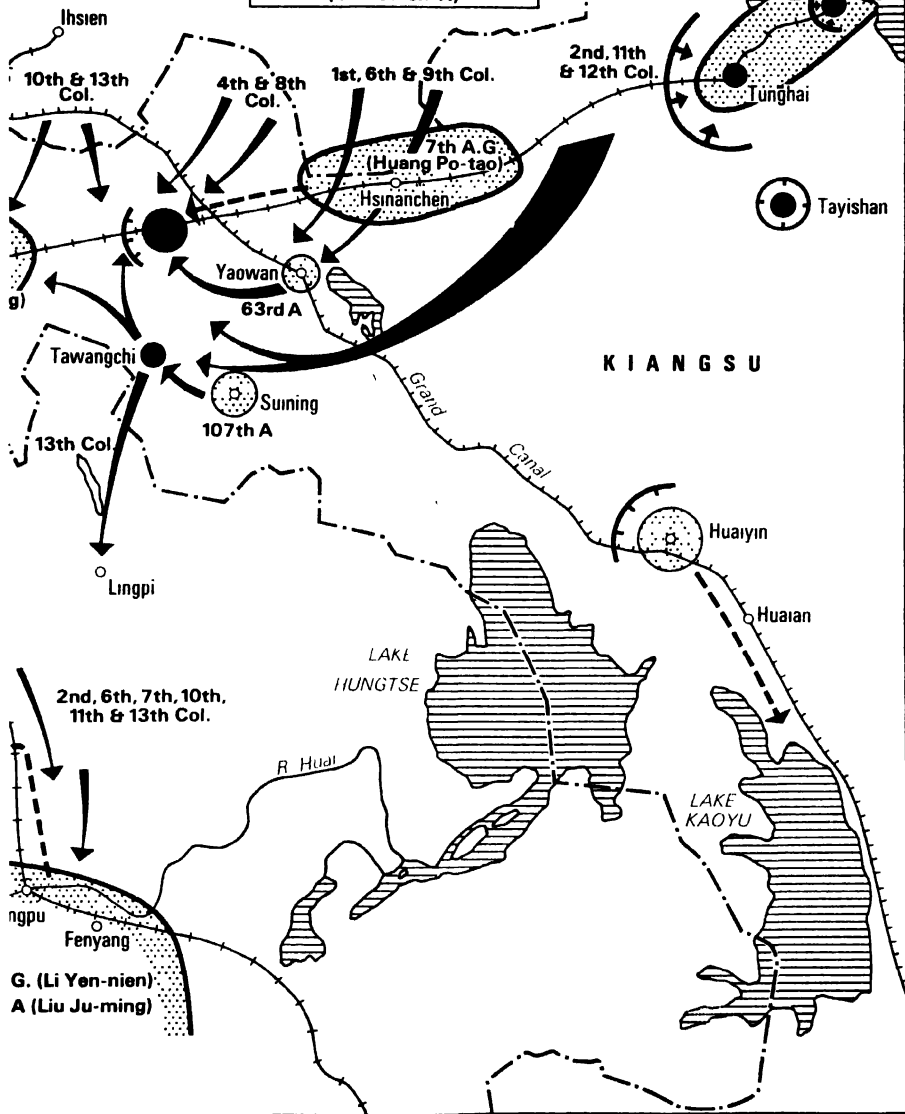 Ihsien
10th & 13th
Col.
4th & 8th
Col.
1st, 6th & 9th Col.
2nd, 11th
& 12th Col.
Tunghai
7th A.G
(Huang Po-tao)
Hsinanchen
Tayishan
Yaowan
63rd A
g)
Tawangchi
KIANGSU
Grand
Canal
Suining
107th A
13th Col.
Lingpi
Huaiyin
Huaian
LAKE
HUNGTSE
2nd, 6th, 7th, 10th,
11th & 13th Col.
R Huai
LAKE
KAOYU
ngpu
Fenyang
G. (Li Yen-nien)
A (Liu Ju-ming)